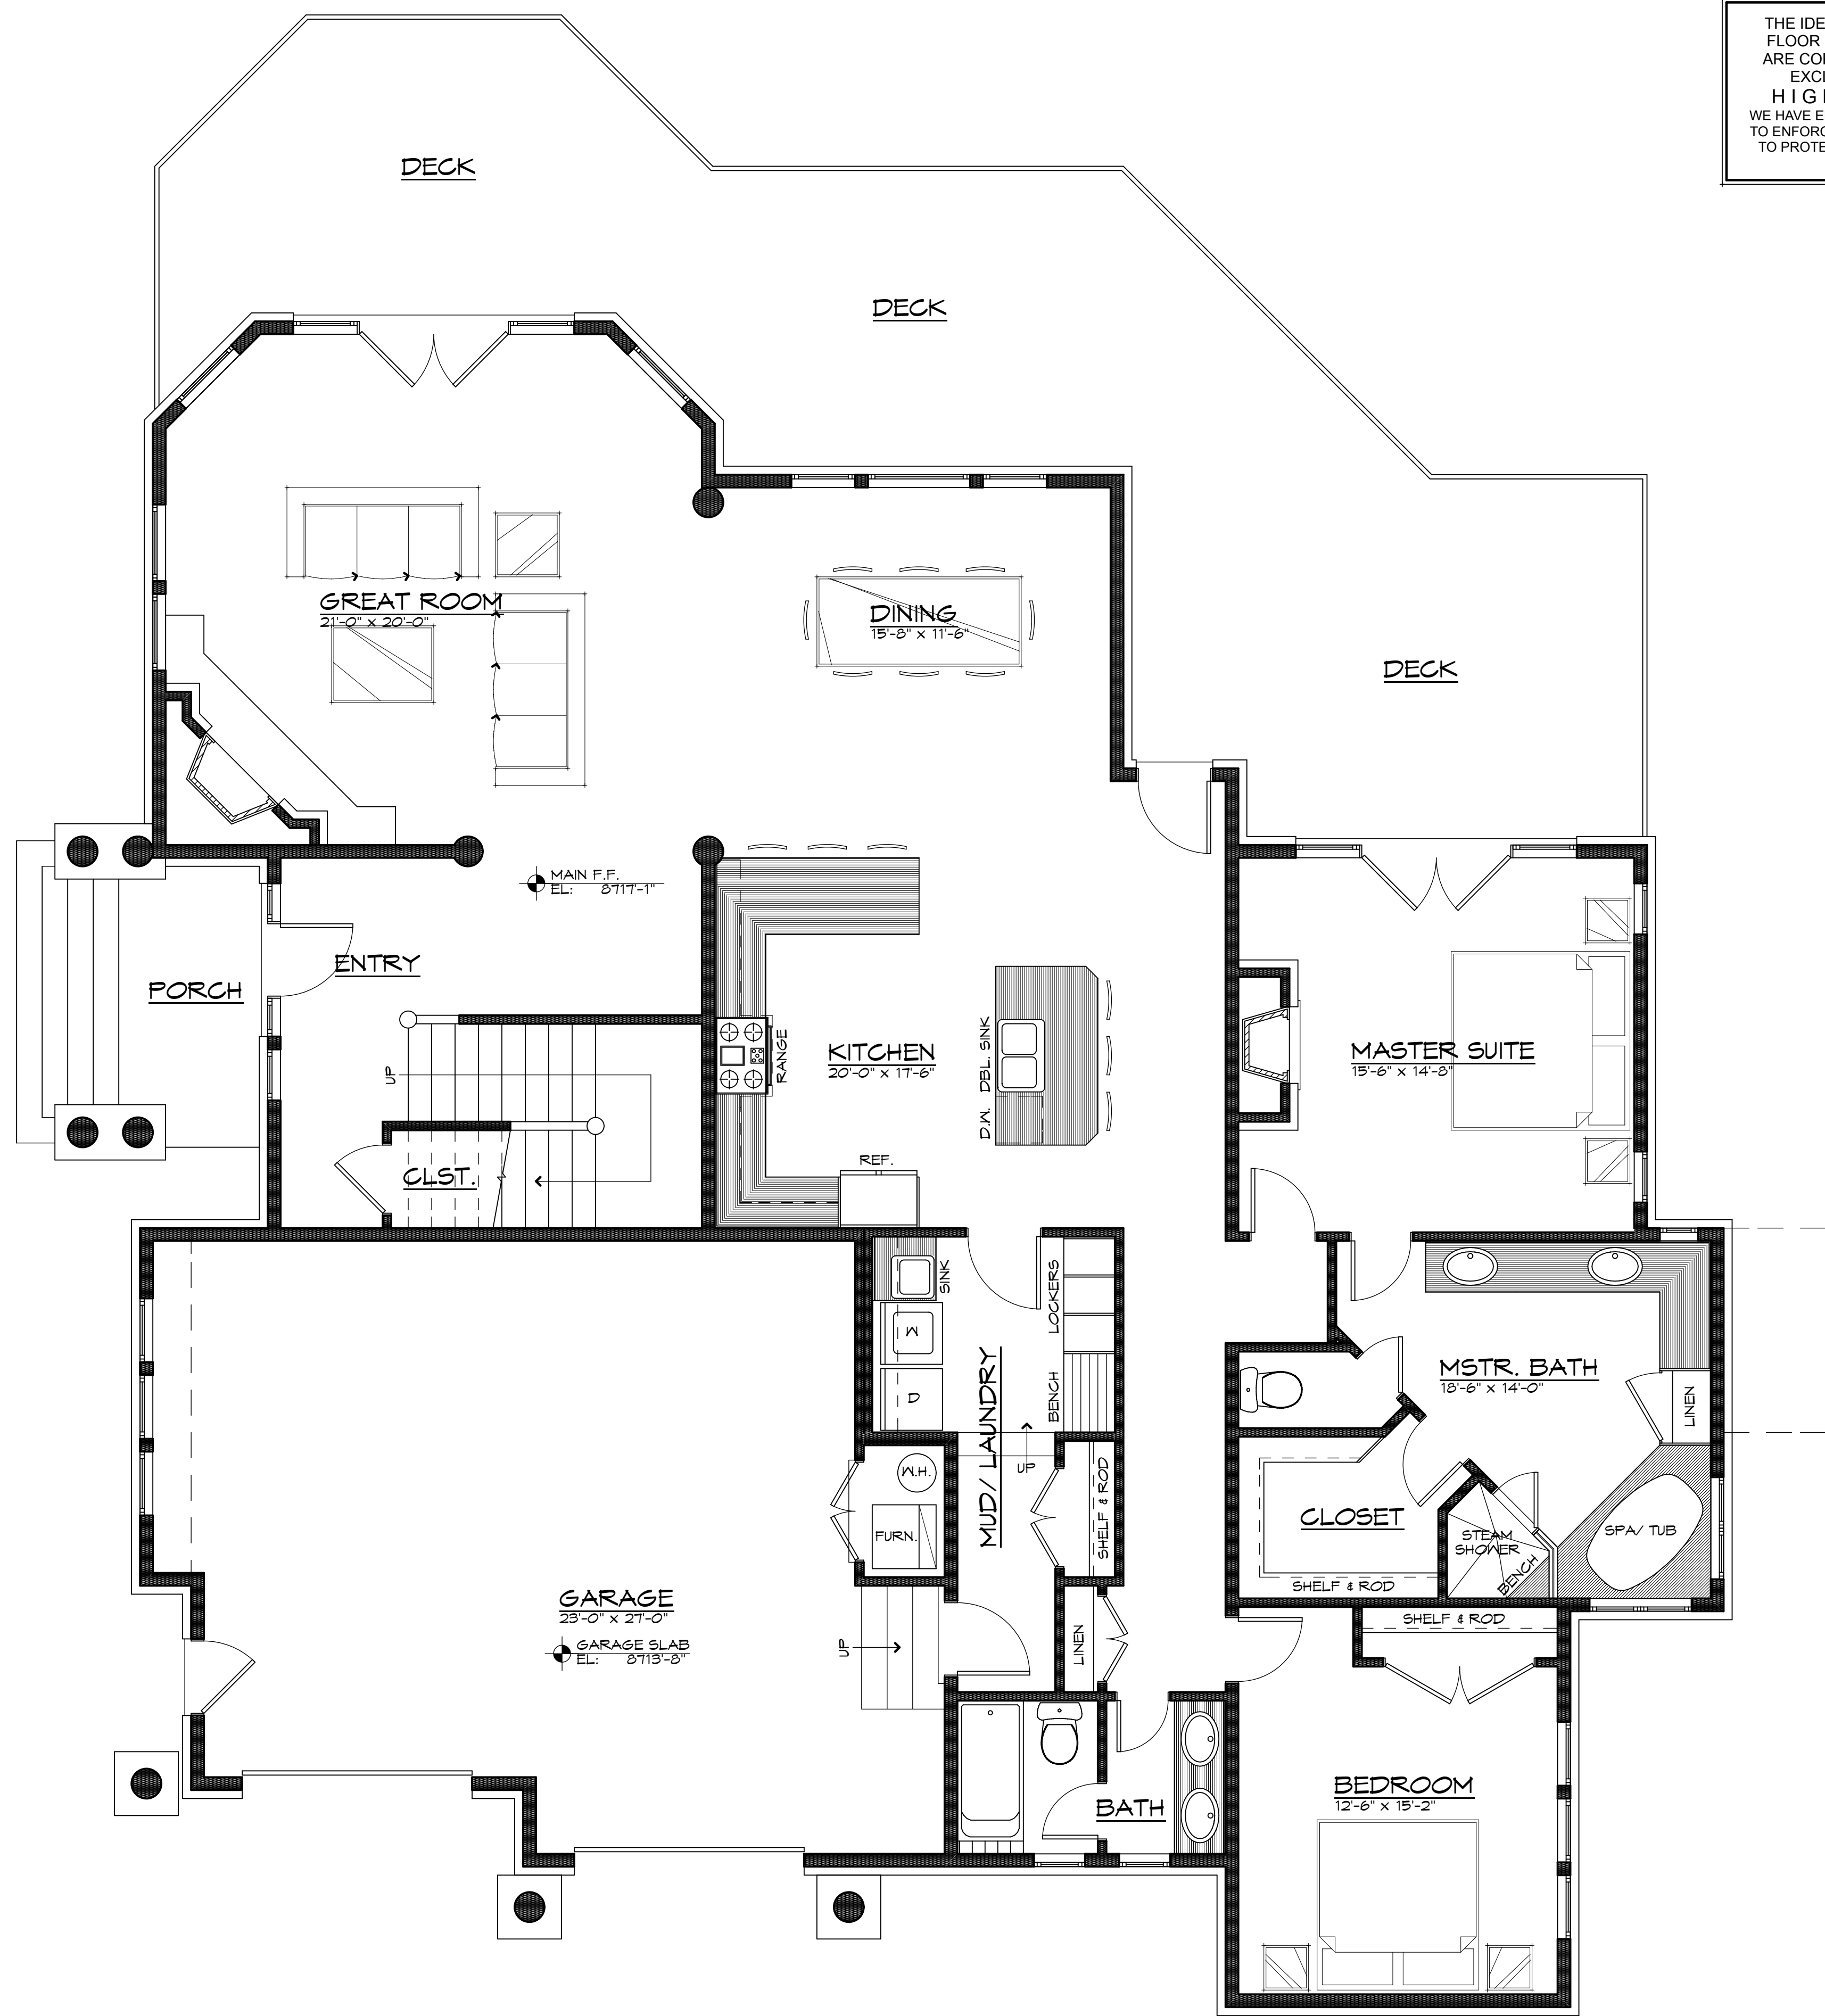 THE IDE
FLOOR
ARE CO
EXC
HIG
WE HAVE E
TO ENFOR
TO PROTE
DECK
DECK
GREAT ROOM
21'-0" x 20'-0"
DINING
15'-8" x 11'-6"
DECK
MAIN F.F.
EL: 8717'-1"
ENTRY
PORCH
UP
CLST.
RANGE
KITCHEN
20'-0" x 17'-6"
D.W. DBL. SINK
REF.
MASTER SUITE
15'-6" x 14'-8"
SINK
W
D
LOCKERS
BENCH
MUD/ LAUNDRY
UP
W.H.
FURN.
SHELF & ROD
MSTR. BATH
18'-6" x 14'-0"
LINEN
CLOSET
SHELF & ROD
STEAM
SHOWER
BENCH
SPA/ TUB
GARAGE
23'-0" x 27'-0"
GARAGE SLAB
EL: 8713'-8"
UP
LINEN
SHELF & ROD
BATH
BEDROOM
12'-6" x 15'-2"